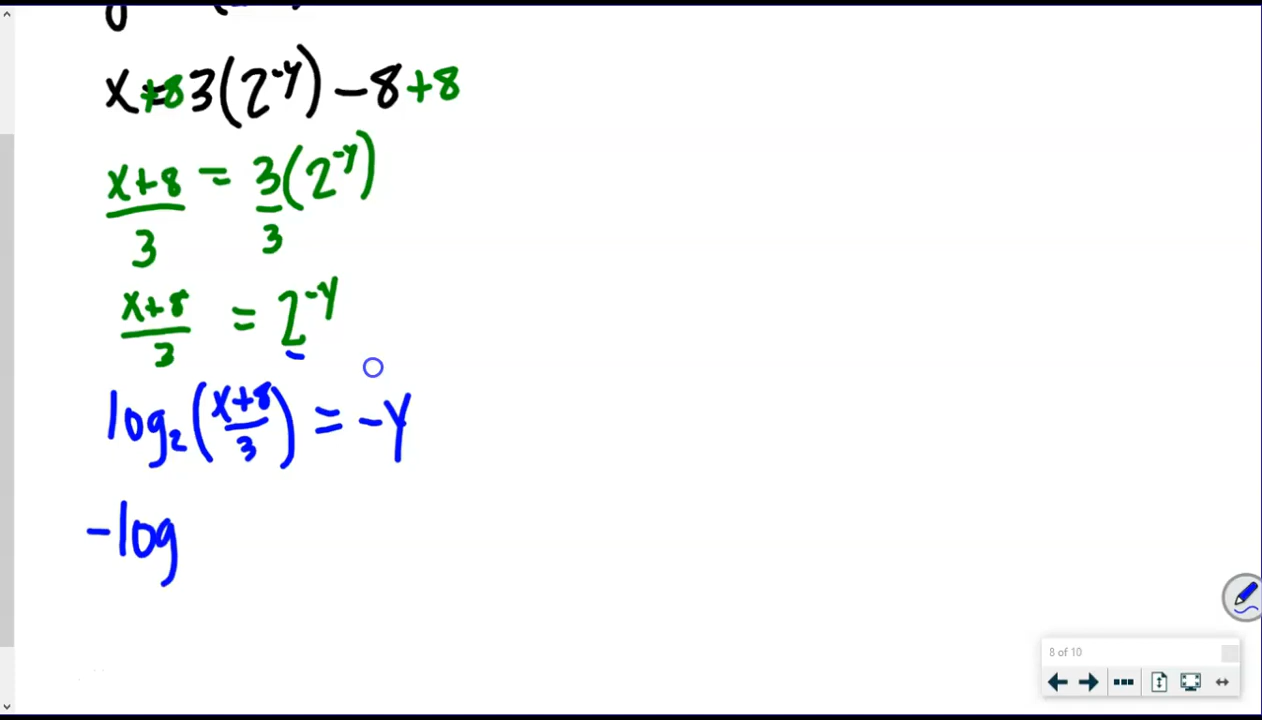 x+8=3(2^-y)-8+8
x+8/3 = 3(2^-y)/3
x+8/3 = 2^-y
log₂(x+8/3) = -y
-log
8 of 10